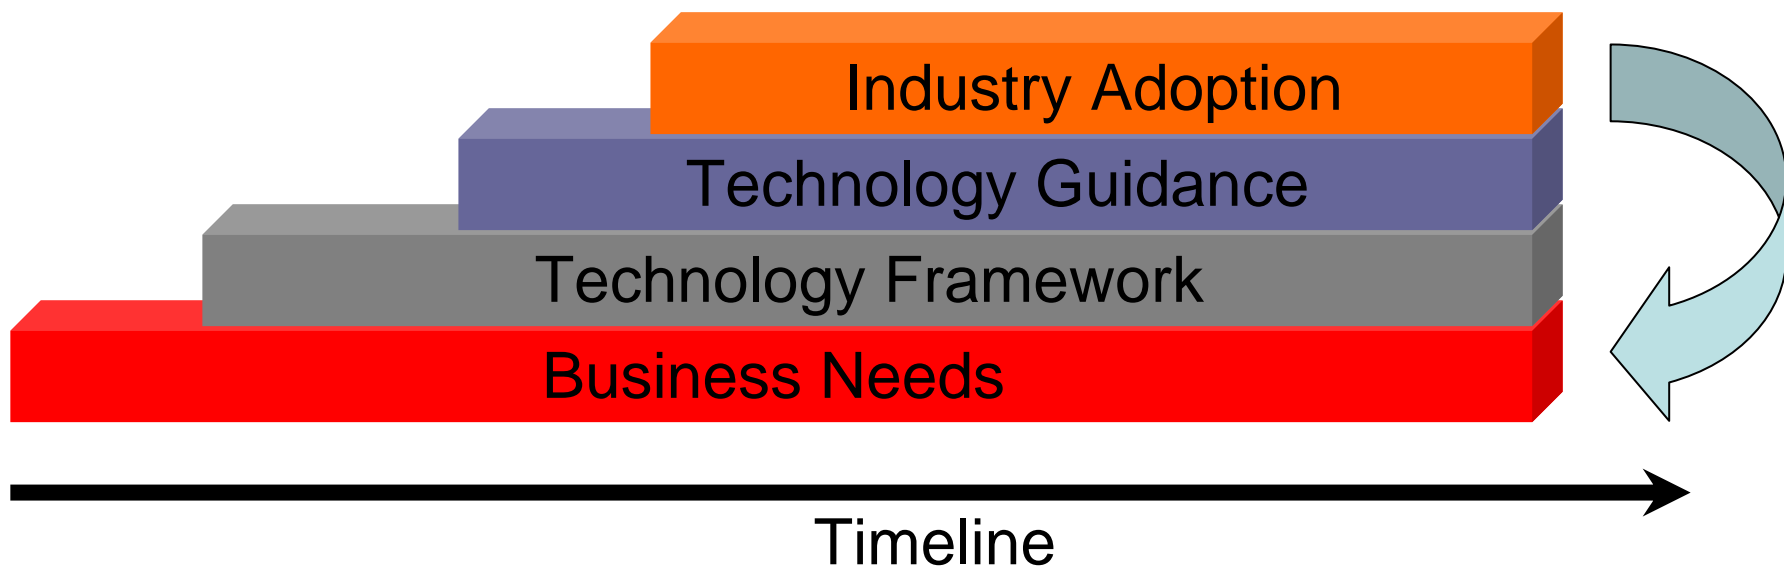 Industry Adoption
Technology Guidance
Technology Framework
Business Needs
Timeline